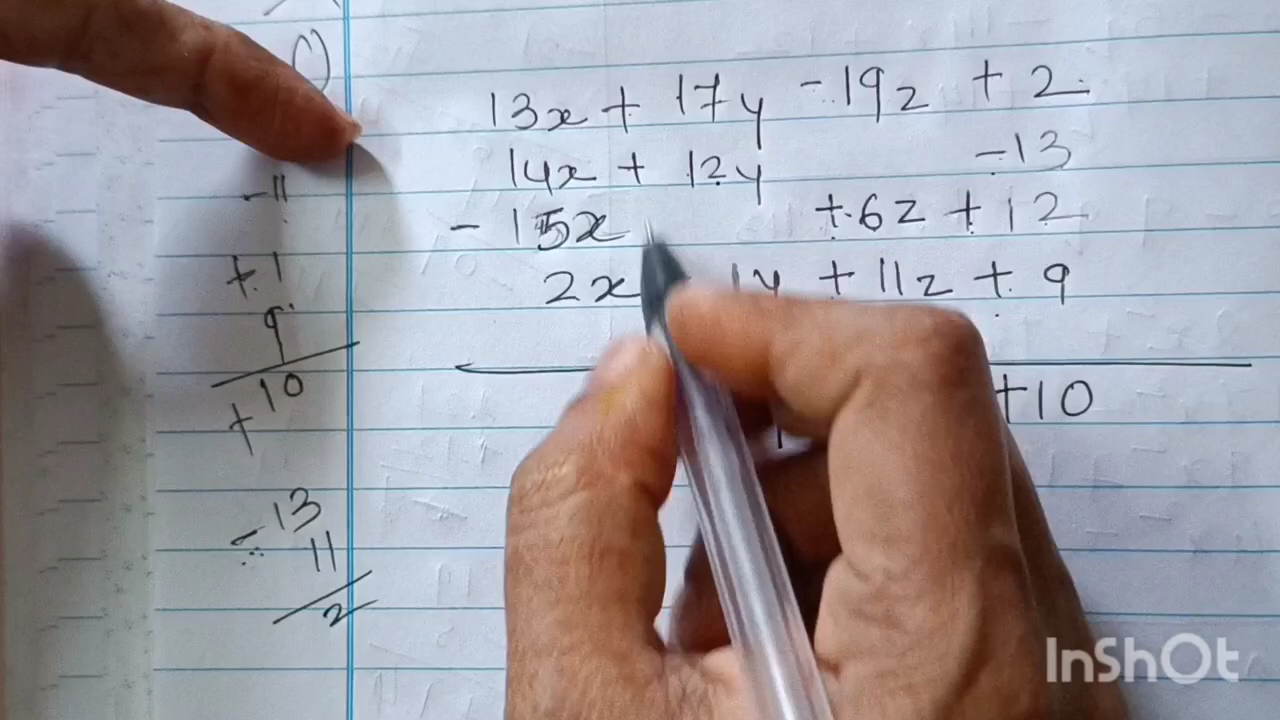 i)
13x + 17y - 19z + 2
14x + 12y - 13
- 15x + 6z + 12
2x 1y + 11z + 9
+10
-11
+1
9
+10
-13
11
2
InShOt